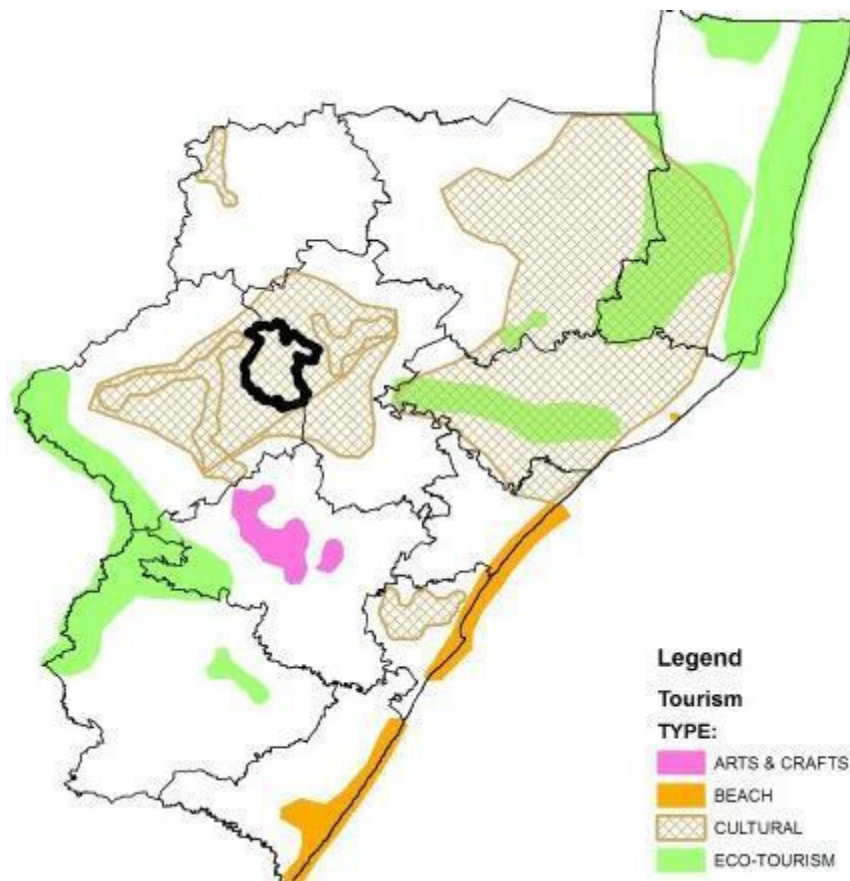 Legend
Tourism
TYPE:
ARTS & CRAFTS
BEACH
CULTURAL
ECO-TOURISM